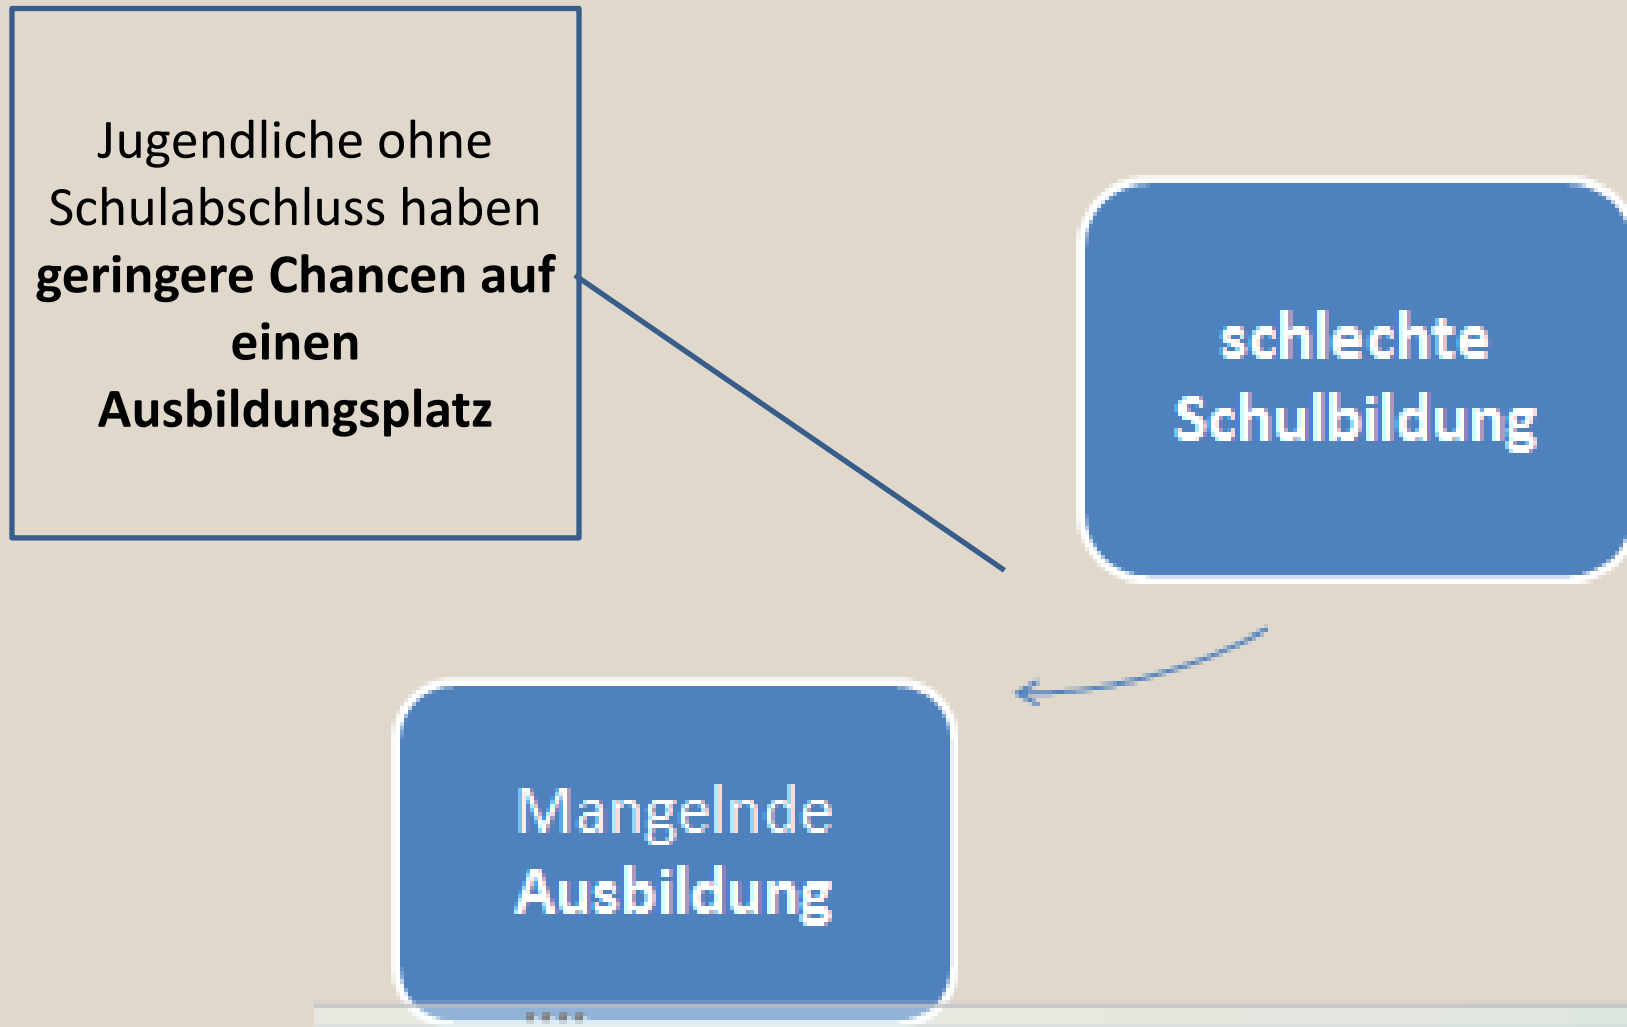 Jugendliche ohne
Schulabschluss haben
geringere Chancen auf
einen
Ausbildungsplatz
schlechte
Schulbildung
Mangelnde
Ausbildung